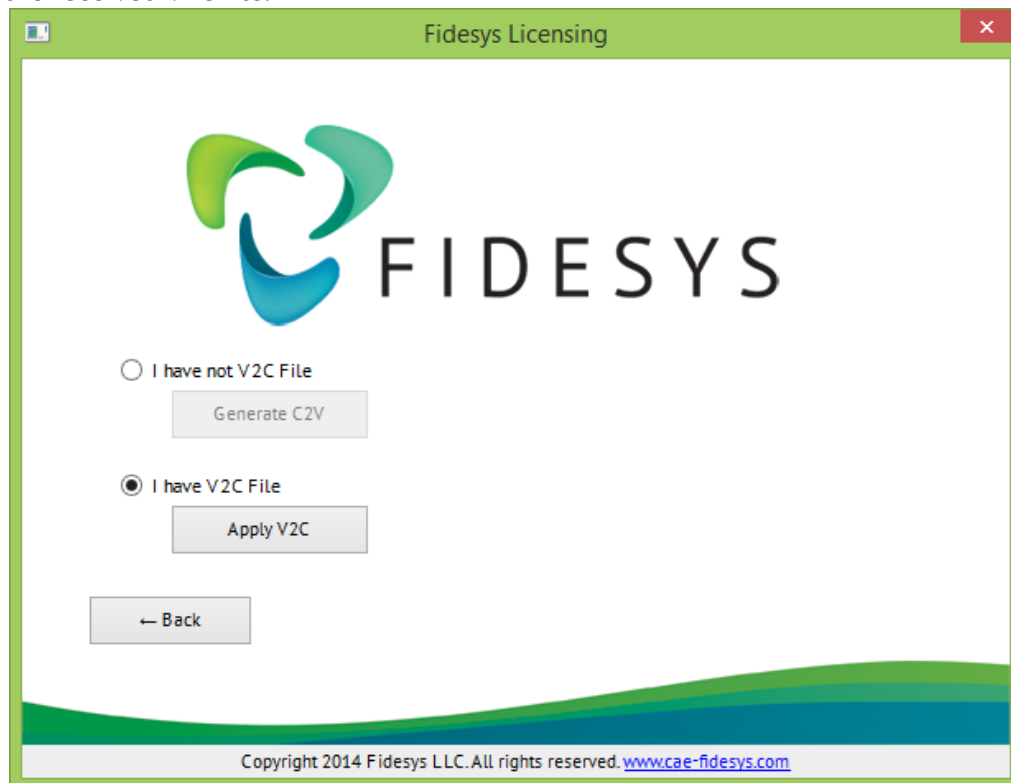 Fidesys Licensing
FIDESYS
I have not V2C File
Generate C2V
I have V2C File
Apply V2C
← Back
Copyright 2014 Fidesys LLC. All rights reserved. www.cae-fidesys.com